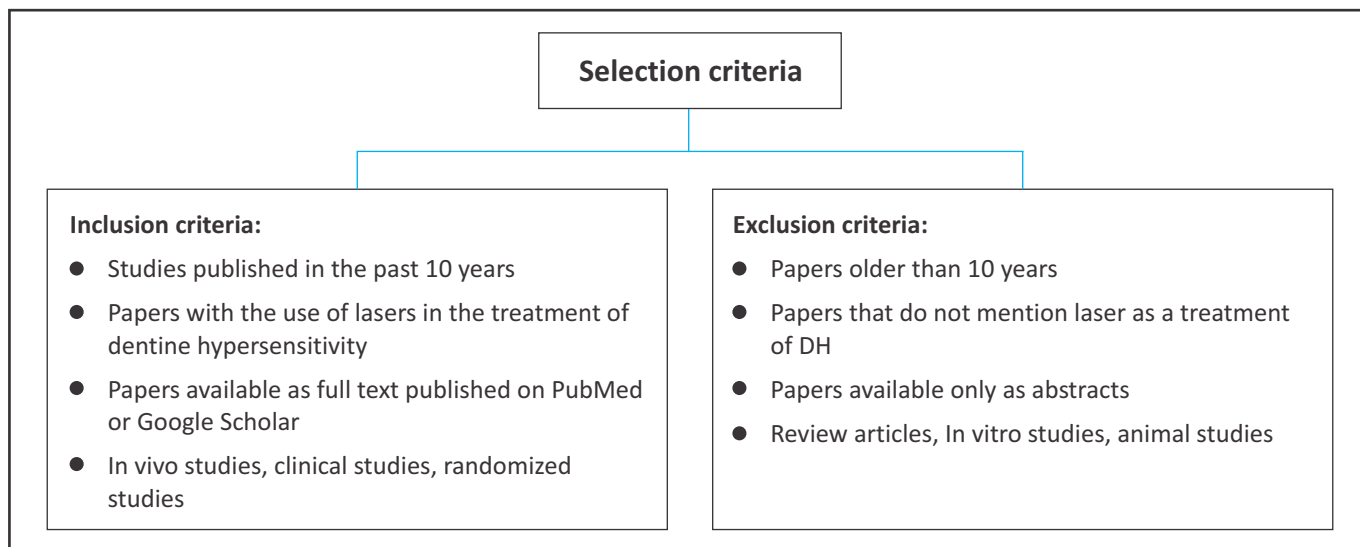 Selection criteria
Inclusion criteria:
● Studies published in the past 10 years
● Papers with the use of lasers in the treatment of
dentine hypersensitivity
● Papers available as full text published on PubMed
or Google Scholar
● In vivo studies, clinical studies, randomized
studies
Exclusion criteria:
● Papers older than 10 years
● Papers that do not mention laser as a treatment
of DH
● Papers available only as abstracts
● Review articles, In vitro studies, animal studies